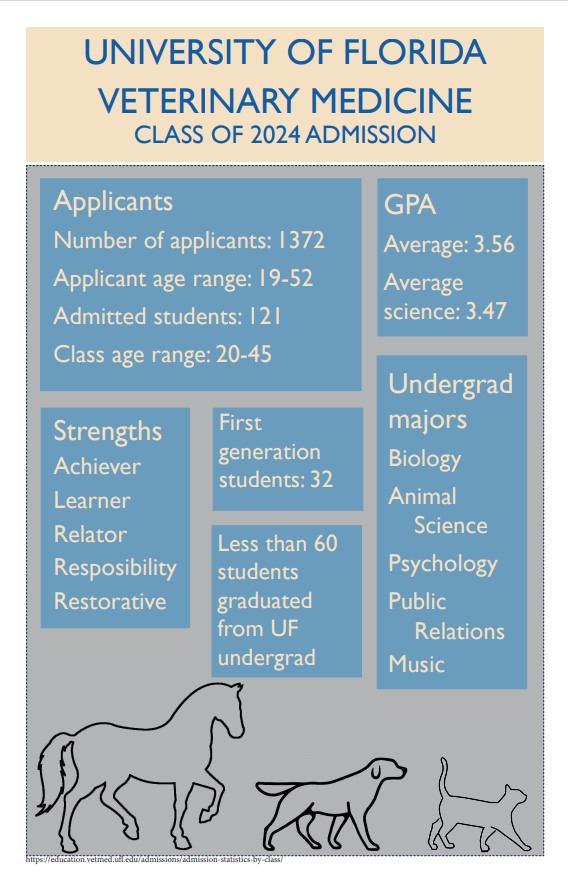 UNIVERSITY OF FLORIDA
VETERINARY MEDICINE
CLASS OF 2024 ADMISSION
Applicants
Number of applicants: 1372
Applicant age range: 19-52
Admitted students: 121
Class age range: 20-45
GPA
Average: 3.56
Average
science: 3.47
Strengths
Achiever
Learner
Relator
Resposibility
Restorative
First
generation
students: 32
Less than 60
students
graduated
from UF
undergrad
Undergrad
majors
Biology
Animal
Science
Psychology
Public
Relations
Music
https://education.vetmed.ufl.edu/admissions/admission-statistics-by-class/